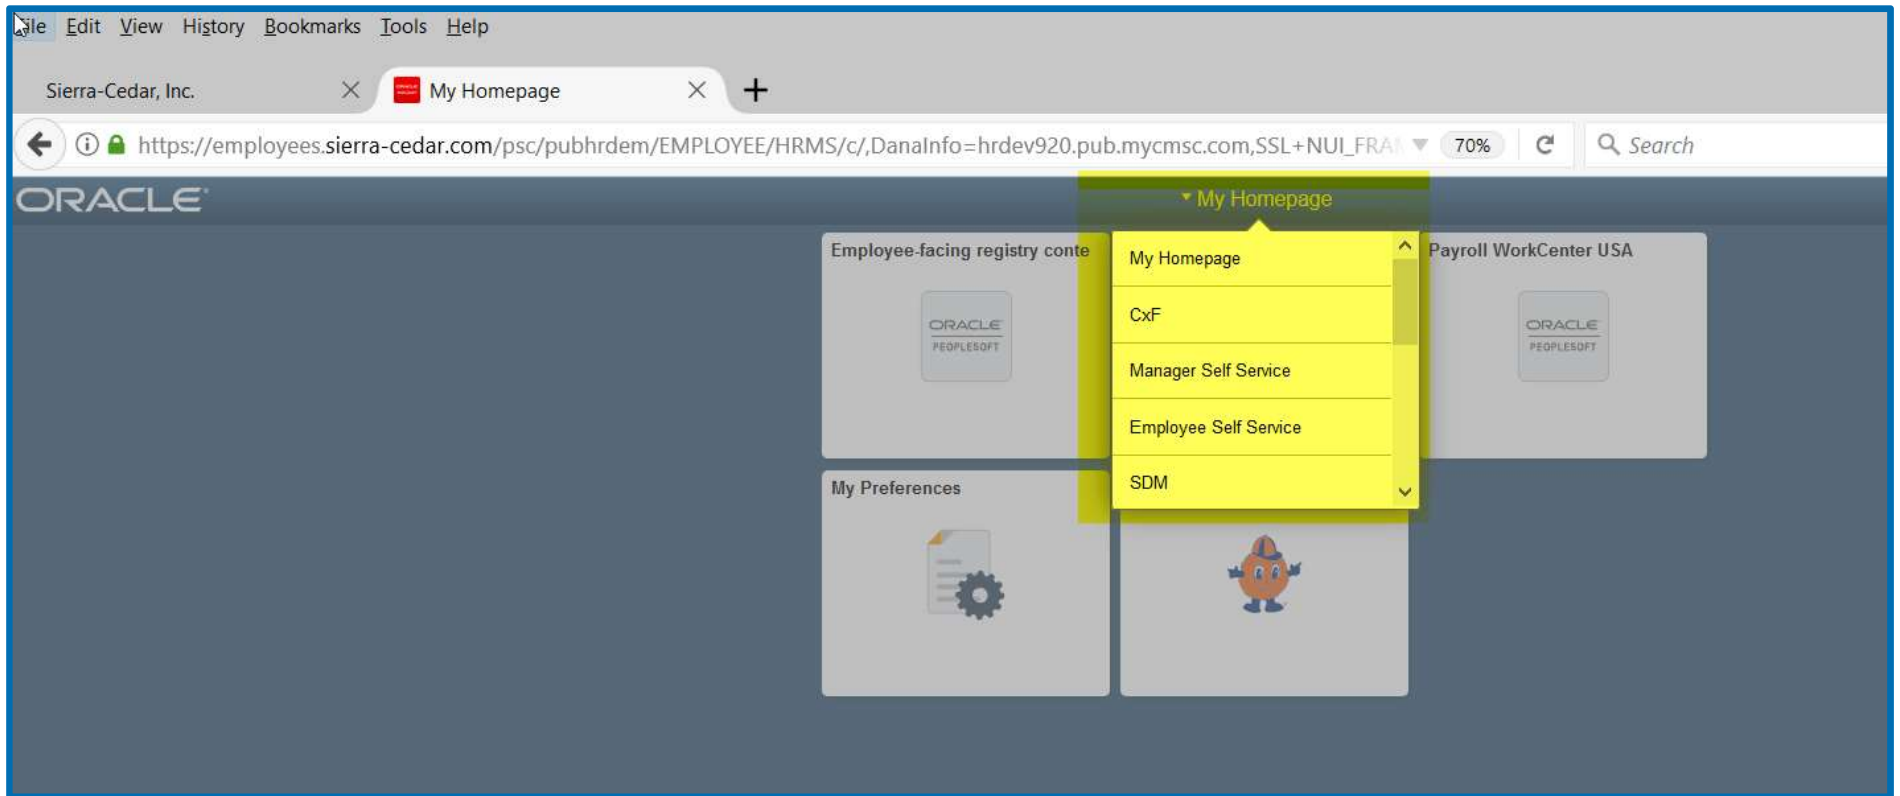 File Edit View History Bookmarks Tools Help
Sierra-Cedar, Inc.
ORACLE My Homepage
https://employees.sierra-cedar.com/psc/pubhrdem/EMPLOYEE/HRMS/c/,DanaInfo=hrdev920.pub.mycmsc.com,SSL+NUI_FRA 70% Search
ORACLE My Homepage
Employee-facing registry conte
My Homepage
CxF
Manager Self Service
Employee Self Service
SDM
Payroll WorkCenter USA
ORACLE
PEOPLESOFT
ORACLE
PEOPLESOFT
My Preferences